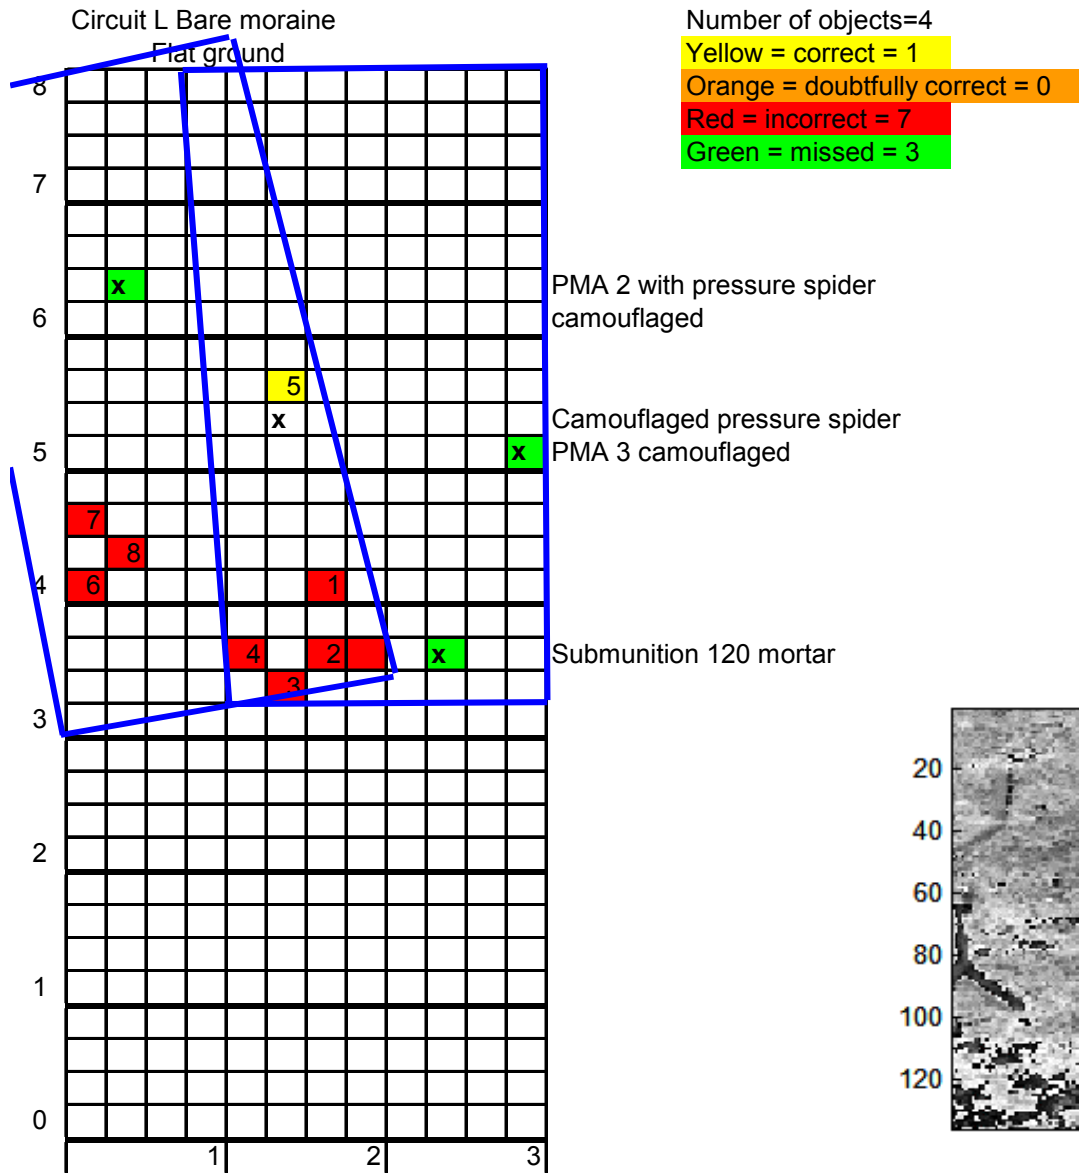 Circuit L Bare moraine
Flat ground
Number of objects=4
Yellow = correct = 1
Orange = doubtfully correct = 0
Red = incorrect = 7
Green = missed = 3
8
7
x
PMA 2 with pressure spider
6
camouflaged
5
x
Camouflaged pressure spider
5
x
PMA 3 camouflaged
7
8
4
6
1
4
2
x
Submunition 120 mortar
3
3
2
1
0
1
2
3
20
40
60
80
100
120